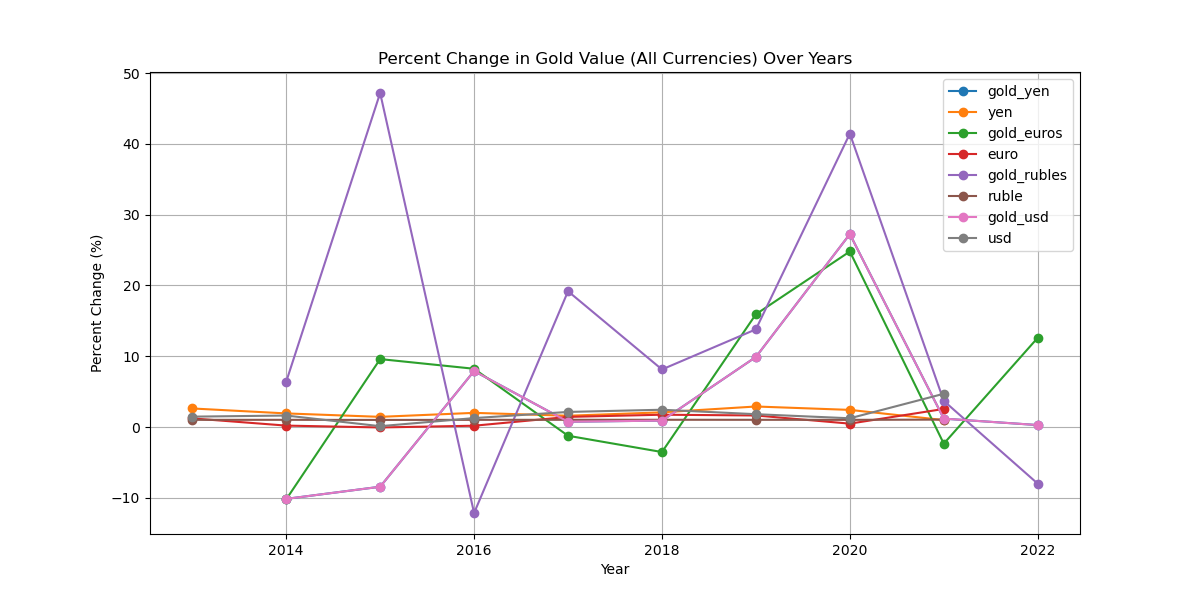 Percent Change in Gold Value (All Currencies) Over Years
50
40
30
20
10
0
−10
Percent Change (%)
gold_yen
yen
gold_euros
euro
gold_rubles
ruble
gold_usd
usd
2014
2016
2018
2020
2022
Year